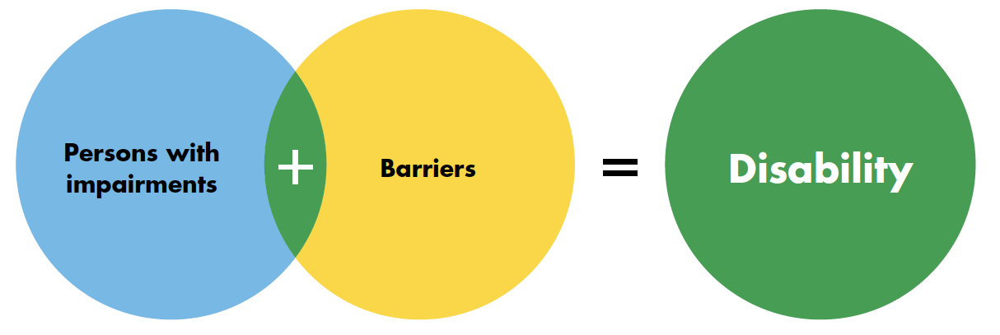 Persons with
impairments
+
Barriers
=
Disability